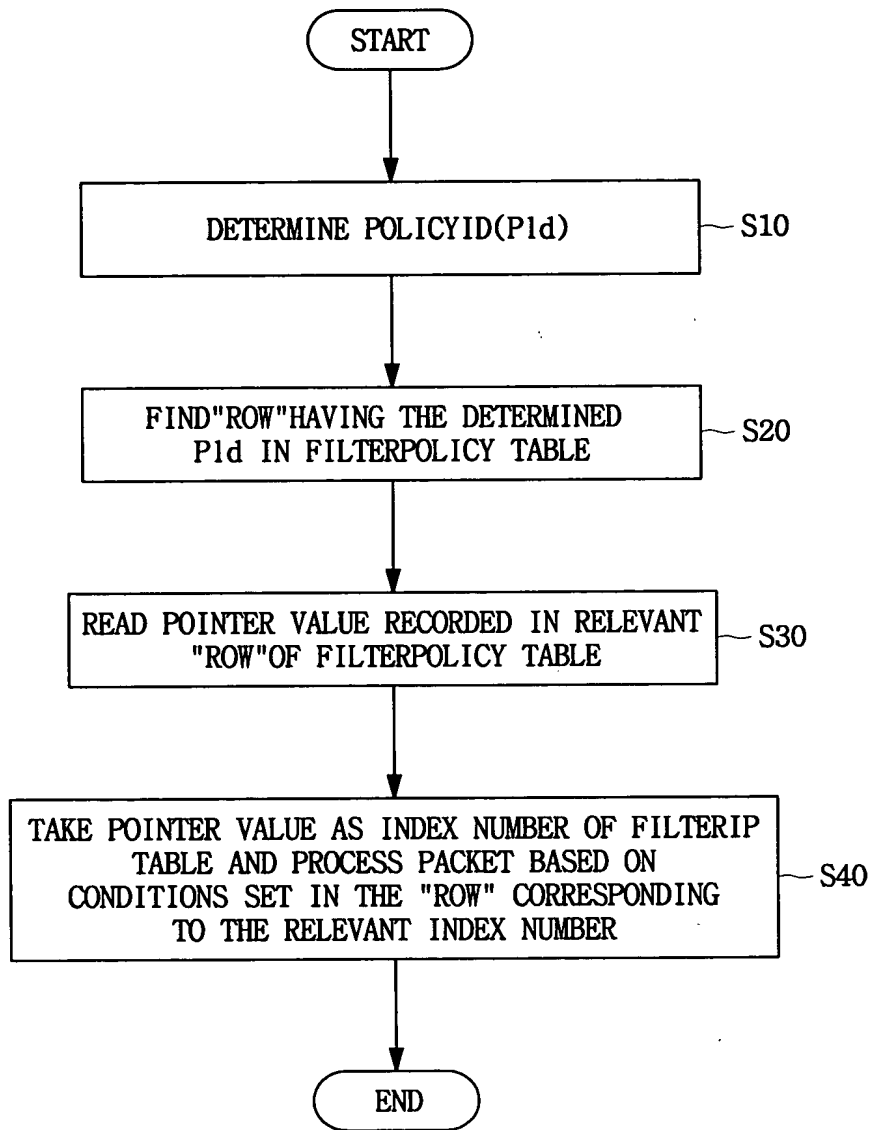 START
DETERMINE POLICYID(P1d)
S10
FIND"ROW"HAVING THE DETERMINED
P1d IN FILTERPOLICY TABLE
S20
READ POINTER VALUE RECORDED IN RELEVANT
"ROW"OF FILTERPOLICY TABLE
S30
TAKE POINTER VALUE AS INDEX NUMBER OF FILTERIP
TABLE AND PROCESS PACKET BASED ON
CONDITIONS SET IN THE "ROW" CORRESPONDING
TO THE RELEVANT INDEX NUMBER
S40
END